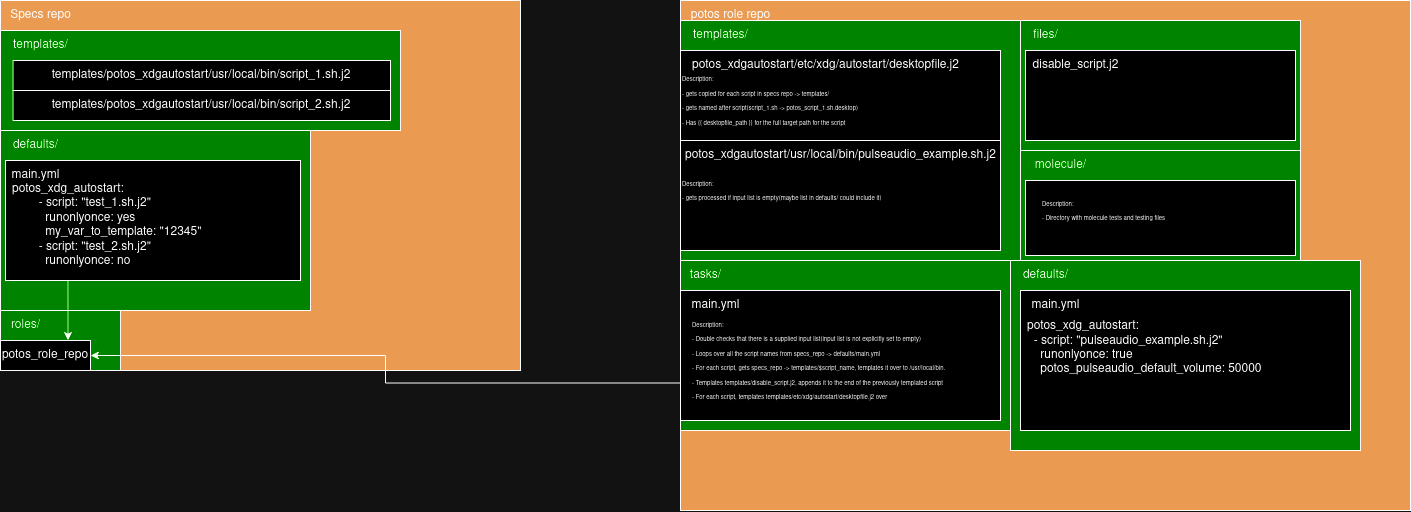 Specs repo
templates/
templates/potos_xdgautostart/usr/local/bin/script_1.sh.j2
templates/potos_xdgautostart/usr/local/bin/script_2.sh.j2
defaults/
main.yml
potos_xdg_autostart:
- script: "test_1.sh.j2"
runonlyonce: yes
my_var_to_template: "12345"
- script: "test_2.sh.j2"
runonlyonce: no
roles/
potos_role_repo
potos role repo
templates/
potos_xdgautostart/etc/xdg/autostart/desktopfile.j2
Description:
- gets copied for each script in specs repo -> templates/
- gets named after script(script_1.sh -> potos_script_1.sh.desktop)
- Has {{ desktopfile_path }} for the full target path for the script
potos_xdgautostart/usr/local/bin/pulseaudio_example.sh.j2
Description:
- gets processed if input list is empty(maybe list in defaults/ could include it)
files/
disable_script.j2
molecule/
Description:
- Directory with molecule tests and testing files
tasks/
main.yml
Description:
- Double checks that there is a supplied input list(input list is not explicitly set to empty)
- Loops over all the script names from specs_repo -> defaults/main.yml
- For each script, gets specs_repo -> templates/$script_name, templates it over to /usr/local/bin.
- Templates templates/disable_script.j2, appends it to the end of the previously templated script
- For each script, templates templates/etc/xdg/autostart/desktopfile.j2 over
defaults/
main.yml
potos_xdg_autostart:
- script: "pulseaudio_example.sh.j2"
runonlyonce: true
potos_pulseaudio_default_volume: 50000